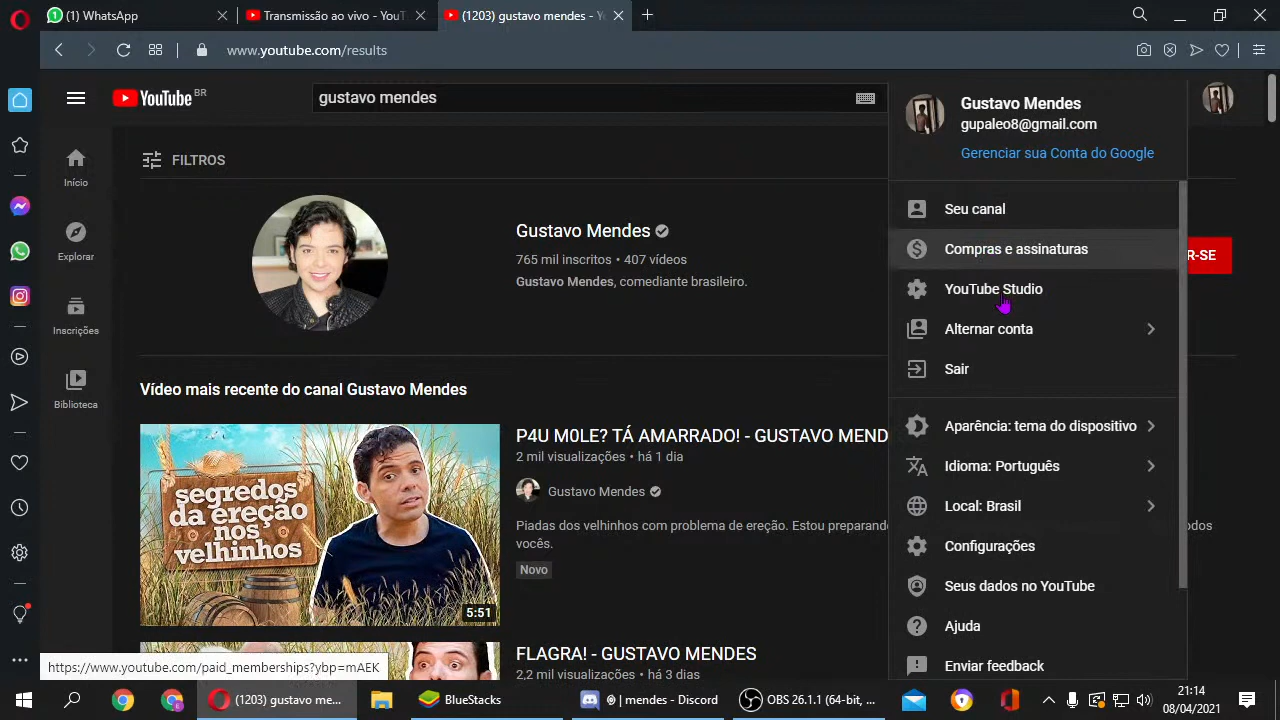 (1) WhatsApp
Transmissão ao vivo - YouT
(1203) gustavo mendes - Y
www.youtube.com/results
YouTube BR
gustavo mendes
Gustavo Mendes
gupaleo8@gmail.com
Gerenciar sua Conta do Google
FILTROS
Início
Explorar
Inscrições
Biblioteca
Gustavo Mendes
765 mil inscritos • 407 vídeos
Gustavo Mendes, comediante brasileiro.
R-SE
Seu canal
Compras e assinaturas
YouTube Studio
Alternar conta
Sair
Aparência: tema do dispositivo
Idioma: Português
Local: Brasil
Configurações
Seus dados no YouTube
Ajuda
Enviar feedback
Vídeo mais recente do canal Gustavo Mendes
segredos
da ereção
nos
velhinhos
5:51
P4U M0LE? TÁ AMARRADO! - GUSTAVO MEND
2 mil visualizações • há 1 dia
Gustavo Mendes
Piadas dos velhinhos com problema de ereção. Estou preparando
odos
vocês.
Novo
FLAGRA! - GUSTAVO MENDES
2,2 mil visualizações • há 3 dias
https://www.youtube.com/paid_memberships?ybp=mAEK
(1203) gustavo me...
BlueStacks
| mendes - Discord
OBS 26.1.1 (64-bit, ...
21:14
08/04/2021